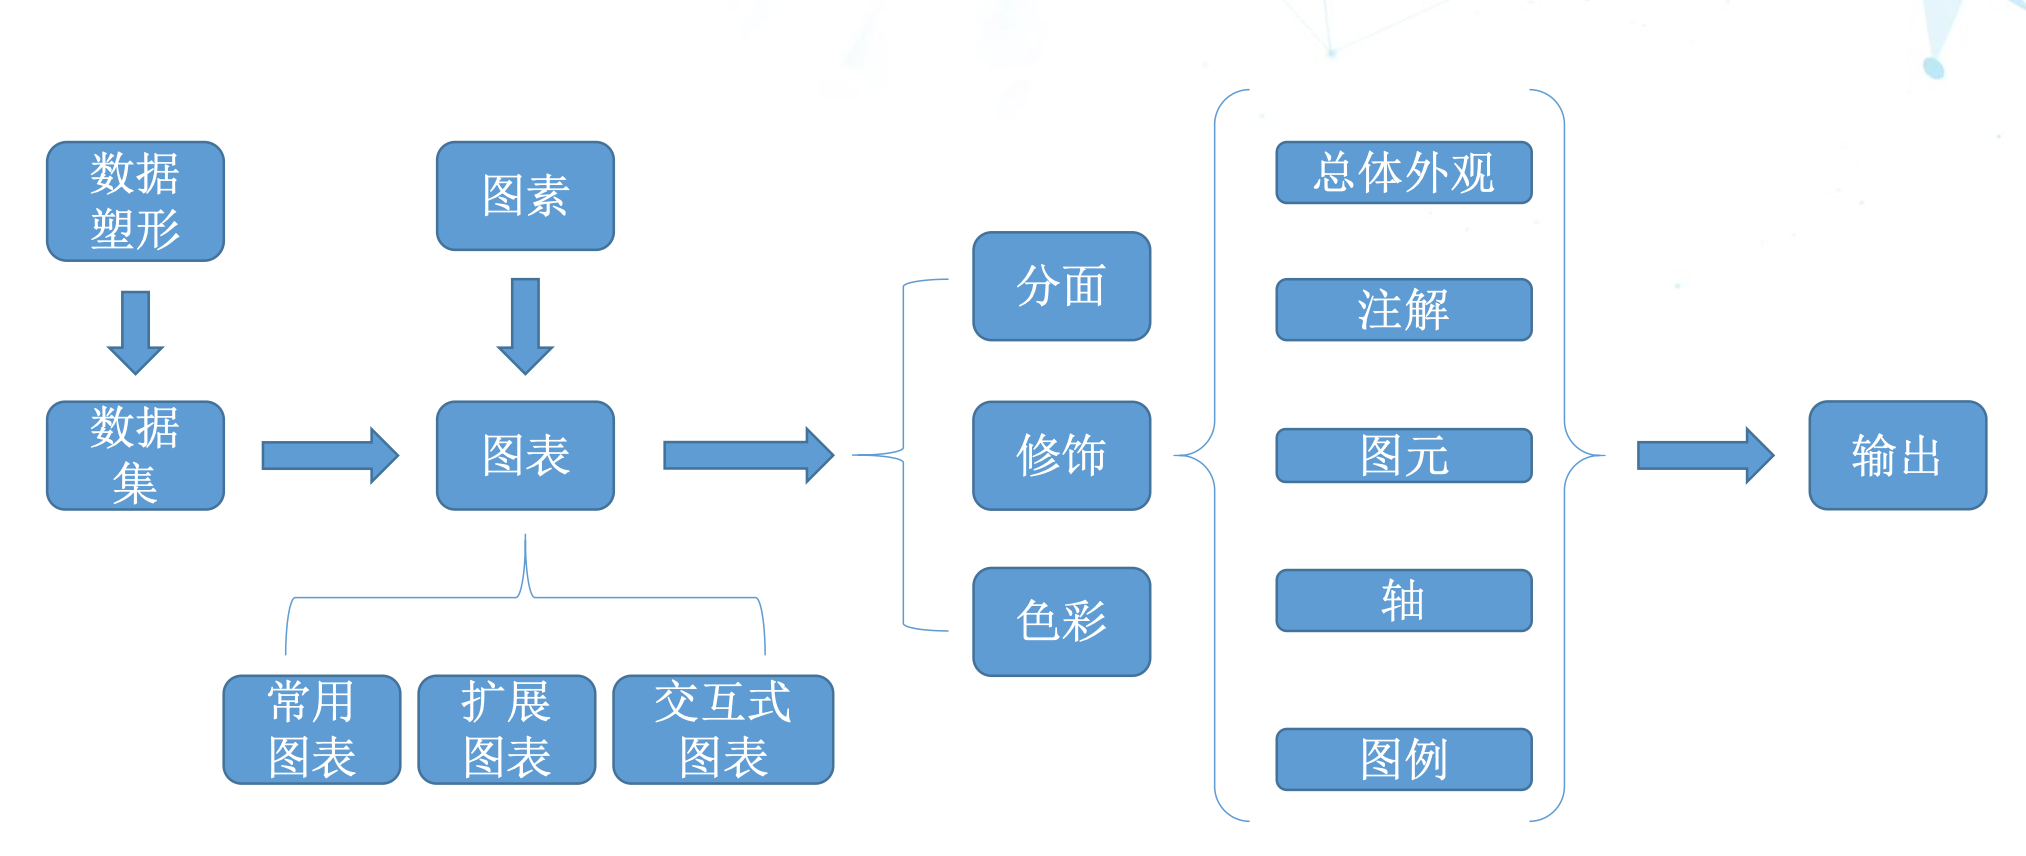 数据
塑形
数据
集
图素
图表
常用
图表
扩展
图表
交互式
图表
分面
修饰
色彩
总体外观
注解
图元
轴
图例
输出